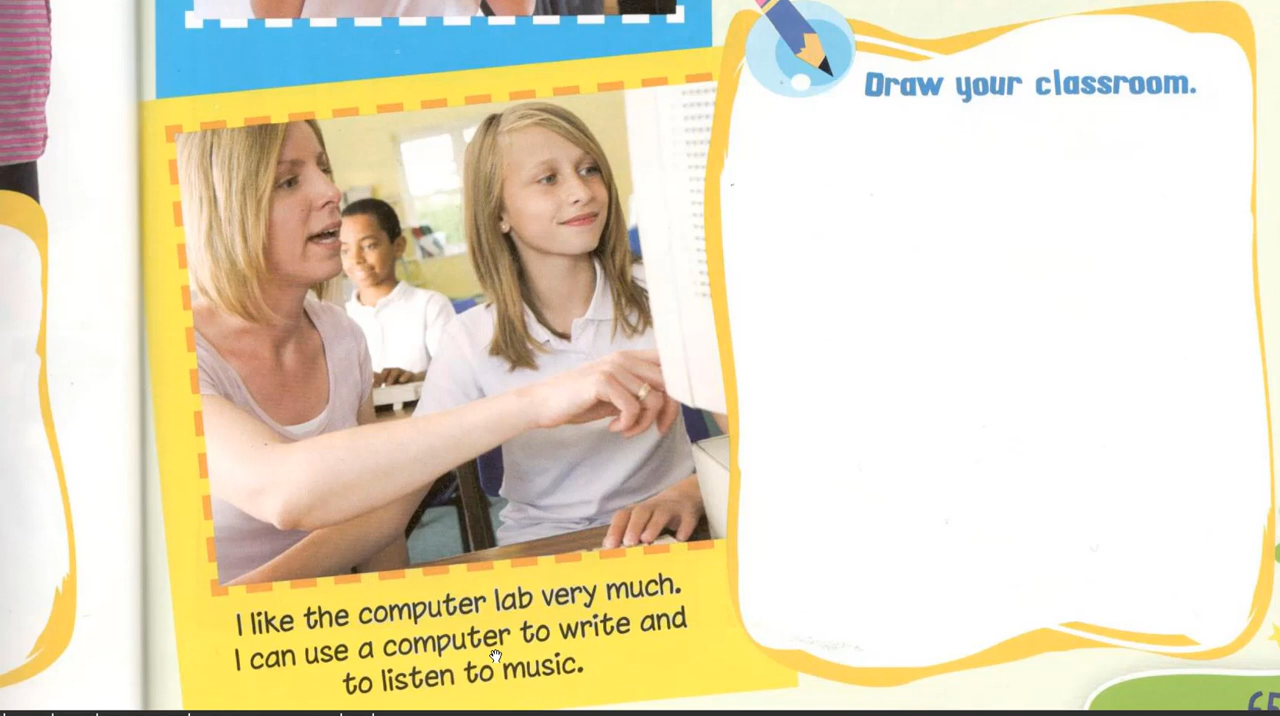 I like the computer lab very much.
I can use a computer to write and
to listen to music.
Draw your classroom.
65